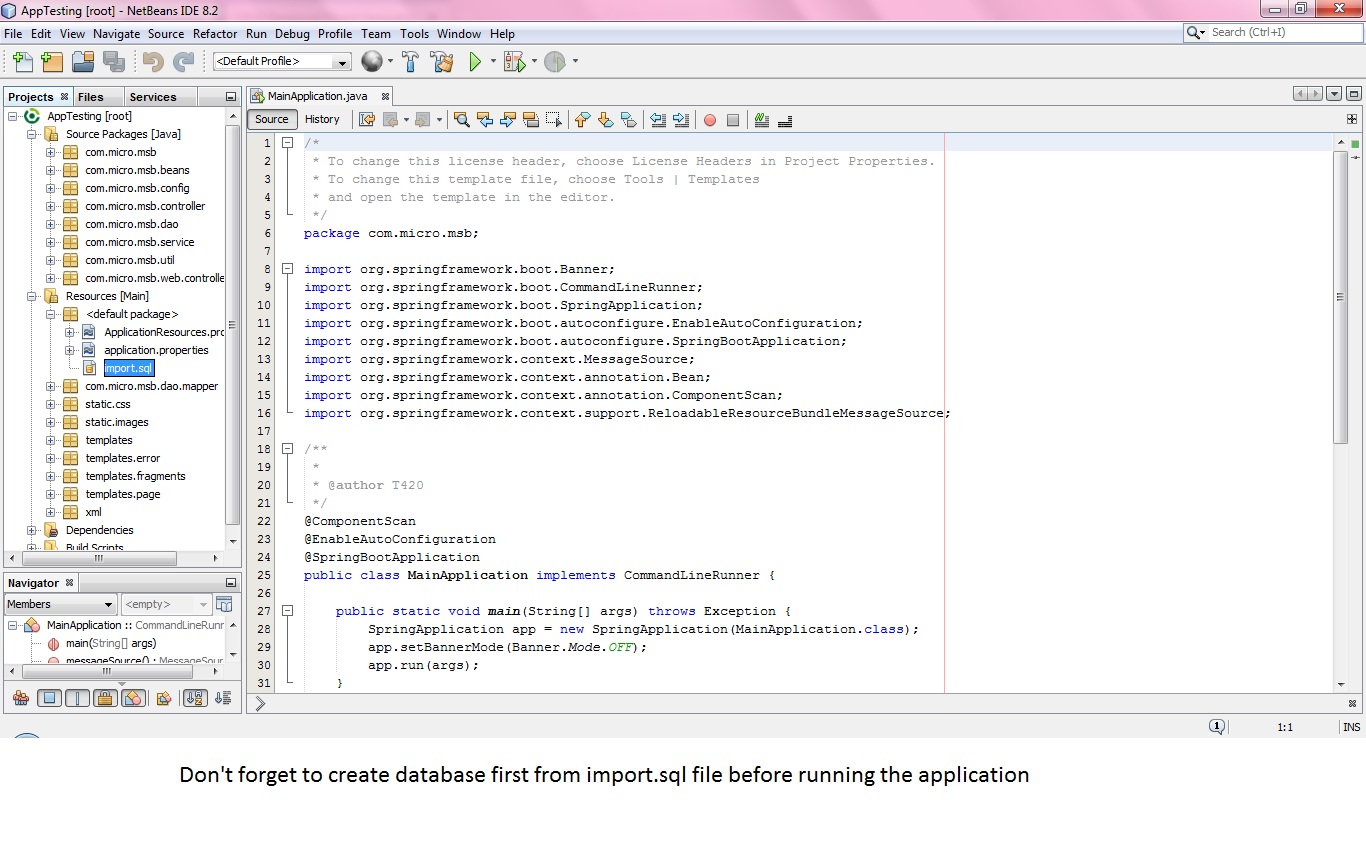 AppTesting [root] - NetBeans IDE 8.2
File Edit View Navigate Source Refactor Run Debug Profile Team Tools Window Help
Search (Ctrl+I)
<Default Profile>
Projects Files Services
AppTesting [root]
Source Packages [Java]
com.micro.msb
com.micro.msb.beans
com.micro.msb.config
com.micro.msb.controller
com.micro.msb.dao
com.micro.msb.service
com.micro.msb.util
com.micro.msb.web.controlle
Resources [Main]
<default package>
ApplicationResources.pro
application.properties
import.sql
com.micro.msb.dao.mapper
static.css
static.images
templates
templates.error
templates.fragments
templates.page
xml
Dependencies
Build Scripts
Navigator
Members <empty>
MainApplication :: CommandLineRunr
main(String[] args)
messageSource() : MessageSour
MainApplication.java
Source History
1 /*
2 * To change this license header, choose License Headers in Project Properties.
3 * To change this template file, choose Tools | Templates
4 * and open the template in the editor.
5 */
6 package com.micro.msb;
7
8 import org.springframework.boot.Banner;
9 import org.springframework.boot.CommandLineRunner;
10 import org.springframework.boot.SpringApplication;
11 import org.springframework.boot.autoconfigure.EnableAutoConfiguration;
12 import org.springframework.boot.autoconfigure.SpringBootApplication;
13 import org.springframework.context.MessageSource;
14 import org.springframework.context.annotation.Bean;
15 import org.springframework.context.annotation.ComponentScan;
16 import org.springframework.context.support.ReloadableResourceBundleMessageSource;
17
18 /**
19 *
20 * @author T420
21 */
22 @ComponentScan
23 @EnableAutoConfiguration
24 @SpringBootApplication
25 public class MainApplication implements CommandLineRunner {
26
27 public static void main(String[] args) throws Exception {
28 SpringApplication app = new SpringApplication(MainApplication.class);
29 app.setBannerMode(Banner.Mode.OFF);
30 app.run(args);
31 }
1 1:1 INS
Don't forget to create database first from import.sql file before running the application